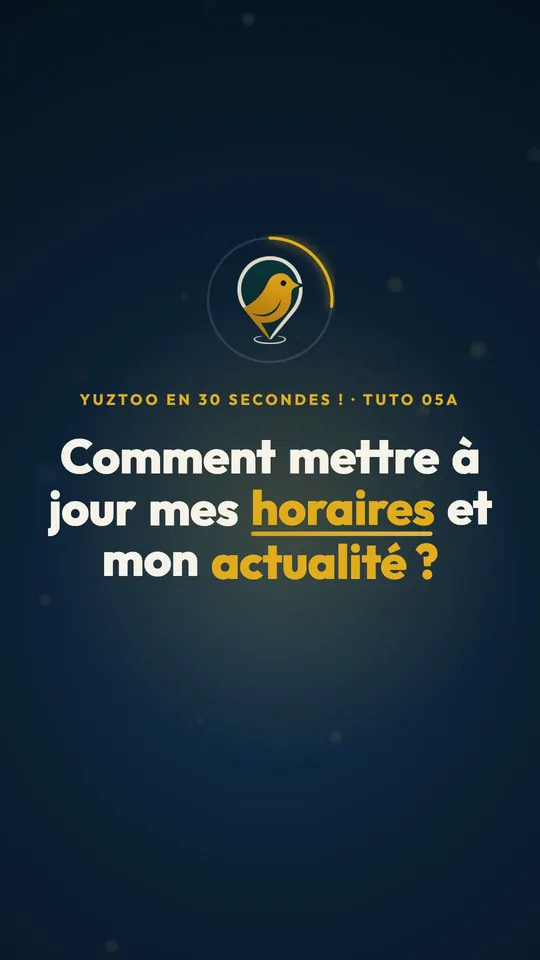 YUZTOO EN 30 SECONDES ! · TUTO 05A
Comment mettre à
jour mes horaires et
mon actualité ?